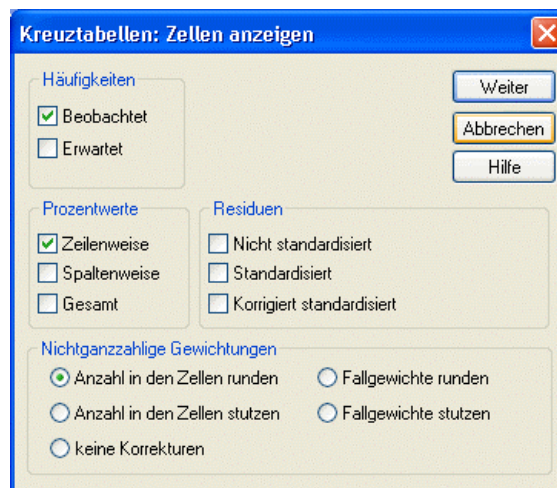 Kreuztabellen: Zellen anzeigen
Häufigkeiten
Beobachtet
Erwartet
Weiter
Abbrechen
Hilfe
Prozentwerte
Zeilenweise
Spaltenweise
Gesamt
Residuen
Nicht standardisiert
Standardisiert
Korrigiert standardisiert
Nichtganzzahlige Gewichtungen
Anzahl in den Zellen runden
Fallgewichte runden
Anzahl in den Zellen stutzen
Fallgewichte stutzen
keine Korrekturen